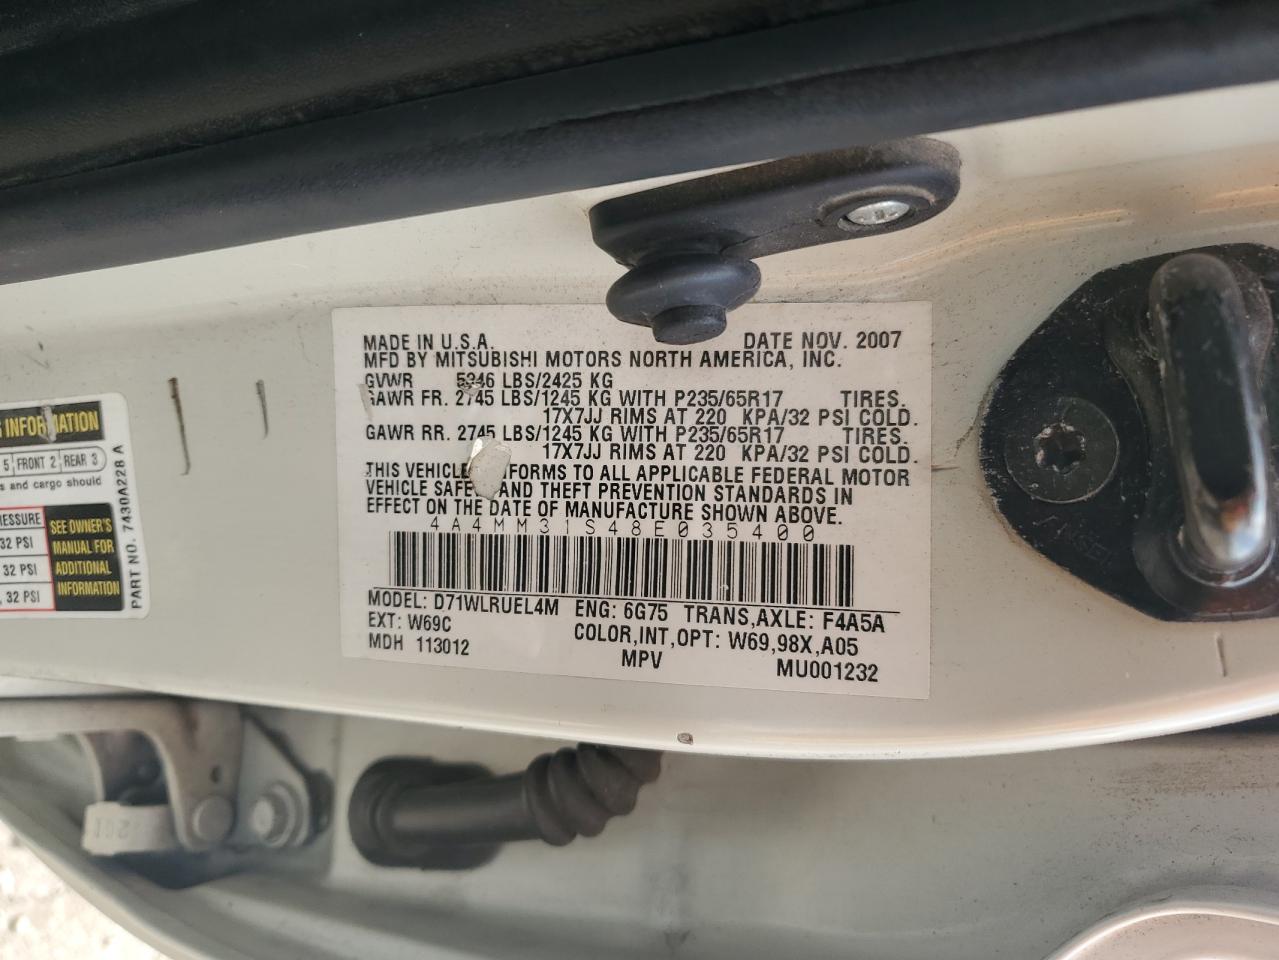 MADE IN U.S.A. DATE NOV. 2007
MFD BY MITSUBISHI MOTORS NORTH AMERICA, INC.
GVWR 5346 LBS/2425 KG
GAWR FR. 2745 LBS/1245 KG WITH P235/65R17 TIRES.
17X7JJ RIMS AT 220 KPA/32 PSI COLD.
GAWR RR. 2745 LBS/1245 KG WITH P235/65R17 TIRES.
17X7JJ RIMS AT 220 KPA/32 PSI COLD.
THIS VEHICLE TO ALL APPLICABLE FEDERAL MOTOR
VEHICLE AND THEFT PREVENTION STANDARDS IN
EFFECT ON THE DATE OF MANUFACTURE SHOWN ABOVE.
4A4MM31S48E035400
MODEL: D71WLRUEL4M ENG: 6G75 TRANS,AXLE: F4A5A
EXT: W69C COLOR,INT,OPT: W69,98X,A05
MDH 113012 MPV MU001232
INFORMATION
5 FRONT 2 REAR 3
and cargo should
32 PSI
32 PSI
32 PSI
SEE OWNER'S
MANUAL FOR
ADDITIONAL
INFORMATION
PART NO. 7430A228 A